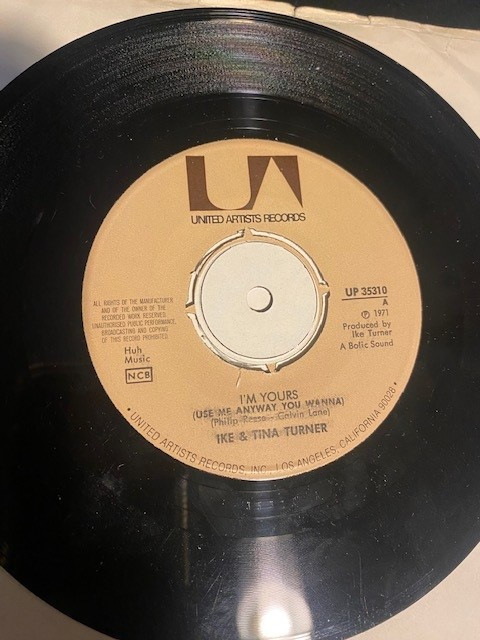 UA
UNITED ARTISTS RECORDS
ALL RIGHTS OF THE MANUFACTURER
AND OF THE OWNER OF THE
RECORDED WORK RESERVED.
UNAUTHORISED PUBLIC PERFORMANCE,
BROADCASTING AND COPYING
OF THIS RECORD PROHIBITED
Huh
Music
NCB
UP 35310
A
℗ 1971
Produced by
Ike Turner
A Bolic Sound
I'M YOURS
(USE ME ANYWAY YOU WANNA)
(Philip Reese - Calvin Lane)
IKE & TINA TURNER
• UNITED ARTISTS RECORDS, INC., LOS ANGELES, CALIFORNIA 90028 •